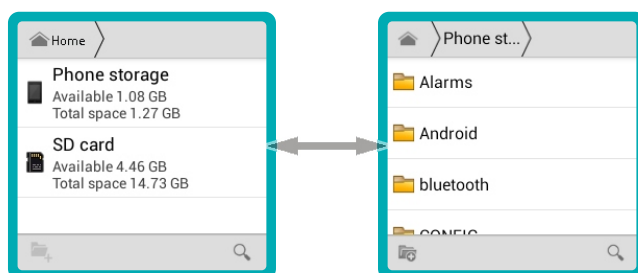 Home
Phone storage
Available 1.08 GB
Total space 1.27 GB
SD card
Available 4.46 GB
Total space 14.73 GB
Phone st...
Alarms
Android
bluetooth
CONFIG